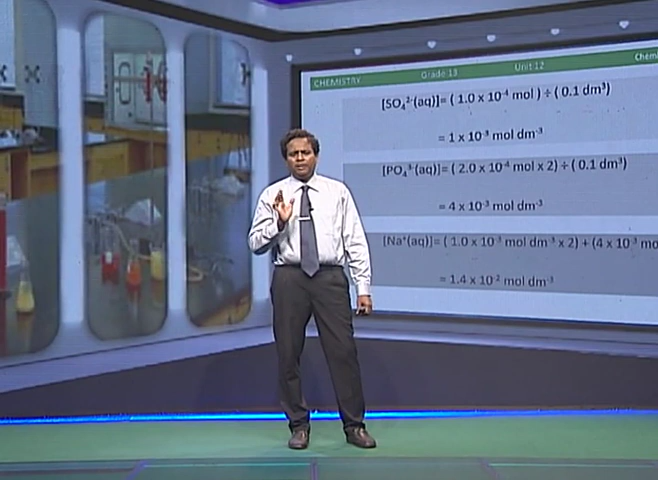 CHEMISTRY Grade 13 Unit 12 Chemi
[SO₄²⁻(aq)]= ( 1.0 x 10⁻⁴ mol ) ÷ ( 0.1 dm³)
= 1 x 10⁻³ mol dm⁻³
[PO₄³⁻(aq)]= ( 2.0 x 10⁻⁴ mol x 2) ÷ ( 0.1 dm³)
= 4 x 10⁻³ mol dm⁻³
[Na⁺(aq)]= ( 1.0 x 10⁻³ mol dm⁻³ x 2) + (4 x 10⁻³ mo
= 1.4 x 10⁻² mol dm⁻³